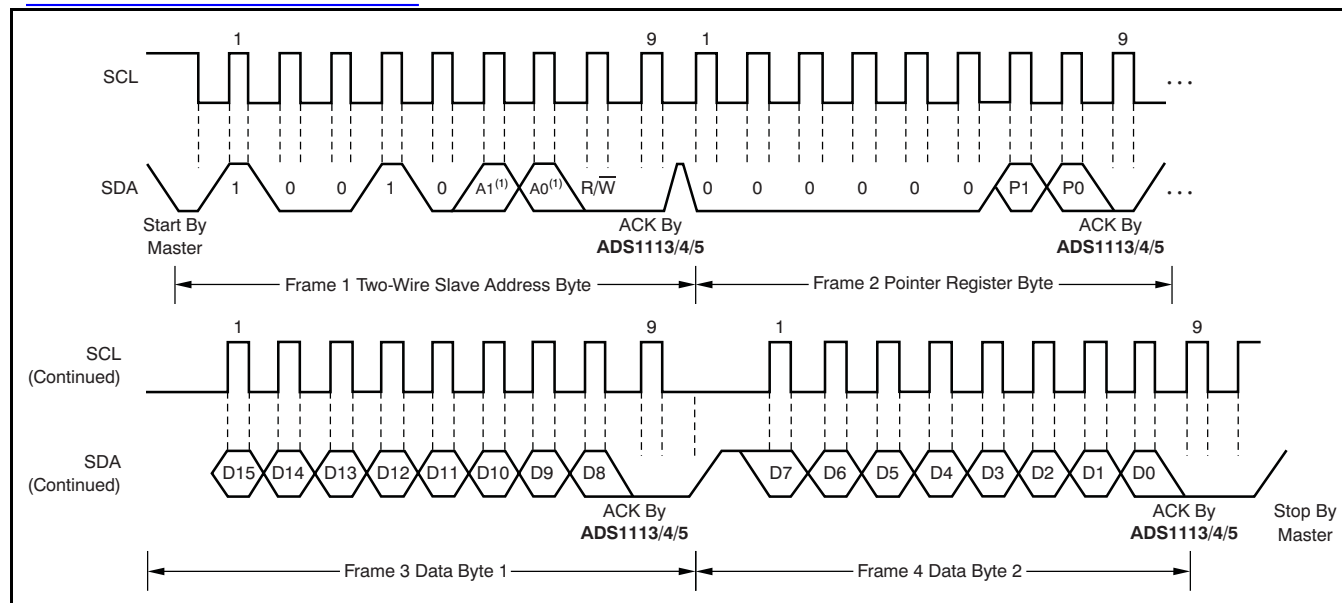 1 9 1 9
SCL ...
SDA 1 0 0 1 0 A1(1) A0(1) R/W 0 0 0 0 0 0 P1 P0 ...
Start By Master
ACK By ADS1113/4/5
ACK By ADS1113/4/5
Frame 1 Two-Wire Slave Address Byte
Frame 2 Pointer Register Byte
1 9 1 9
SCL (Continued)
SDA (Continued)
D15 D14 D13 D12 D11 D10 D9 D8 D7 D6 D5 D4 D3 D2 D1 D0
ACK By ADS1113/4/5
ACK By ADS1113/4/5
Stop By Master
Frame 3 Data Byte 1
Frame 4 Data Byte 2